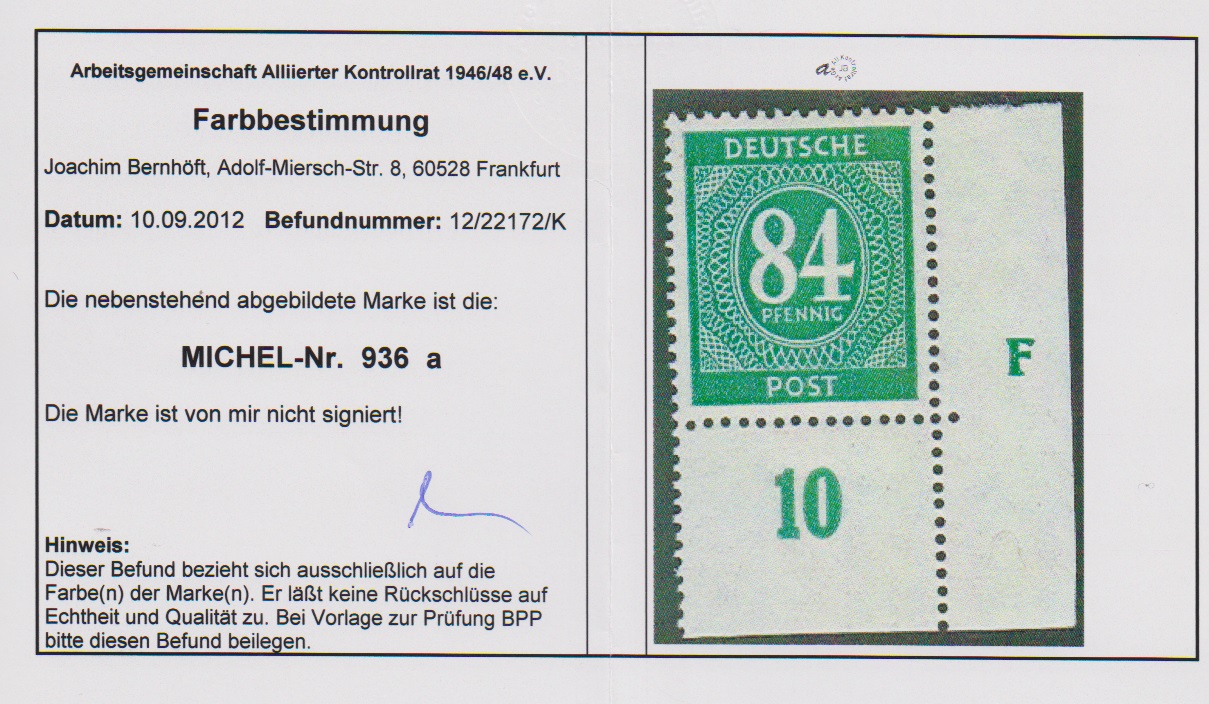 Arbeitsgemeinschaft Alliierter Kontrollrat 1946/48 e.V.
Farbbestimmung
Joachim Bernhöft, Adolf-Miersch-Str. 8, 60528 Frankfurt
Datum: 10.09.2012 Befundnummer: 12/22172/K
Die nebenstehend abgebildete Marke ist die:
MICHEL-Nr. 936 a
Die Marke ist von mir nicht signiert!
Hinweis:
Dieser Befund bezieht sich ausschließlich auf die
Farbe(n) der Marke(n). Er läßt keine Rückschlüsse auf
Echtheit und Qualität zu. Bei Vorlage zur Prüfung BPP
bitte diesen Befund beilegen.
a
DEUTSCHE
84
PFENNIG
POST
F
10